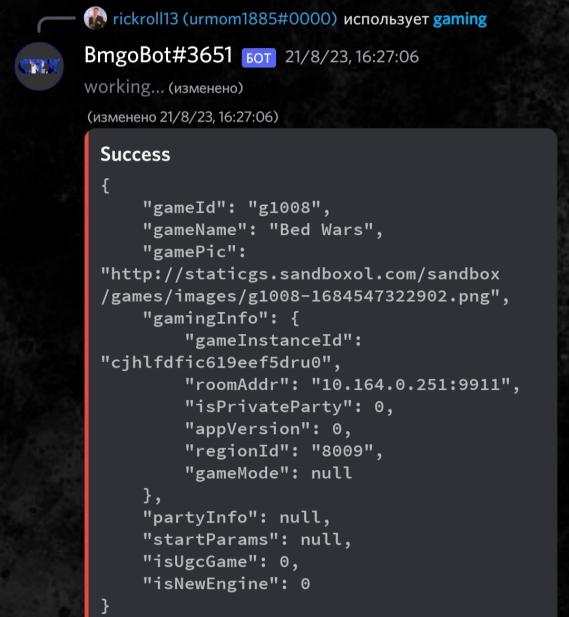 rickroll13 (urmom1885#0000) использует gaming
BmgoBot#3651 БОТ 21/8/23, 16:27:06
working... (изменено)
(изменено 21/8/23, 16:27:06)
Success
{
    "gameId": "g1008",
    "gameName": "Bed Wars",
    "gamePic":
"http://staticgs.sandboxol.com/sandbox
/games/images/g1008-1684547322902.png",
    "gamingInfo": {
        "gameInstanceId":
"cjhlfdfic619eef5dru0",
        "roomAddr": "10.164.0.251:9911",
        "isPrivateParty": 0,
        "appVersion": 0,
        "regionId": "8009",
        "gameMode": null
    },
    "partyInfo": null,
    "startParams": null,
    "isUgcGame": 0,
    "isNewEngine": 0
}